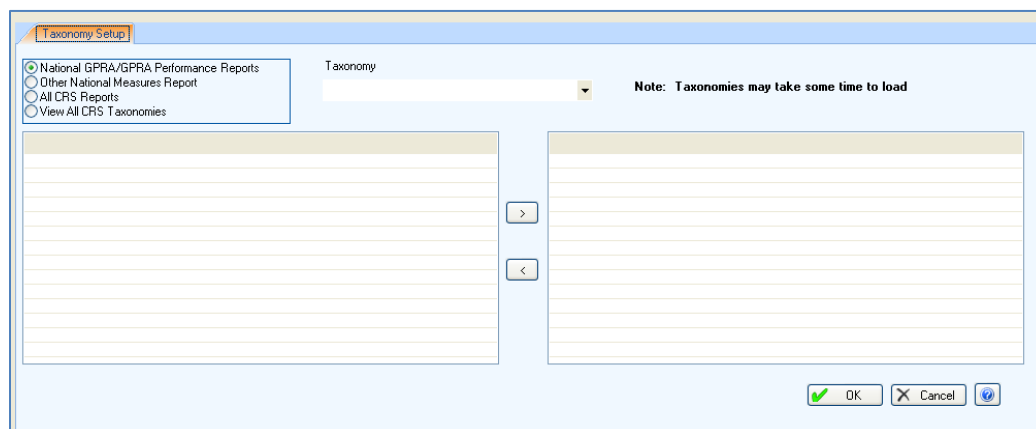 Taxonomy Setup
National GPRA/GPRA Performance Reports
Other National Measures Report
All CRS Reports
View All CRS Taxonomies
Taxonomy
Note: Taxonomies may take some time to load
>
<
OK
Cancel
?